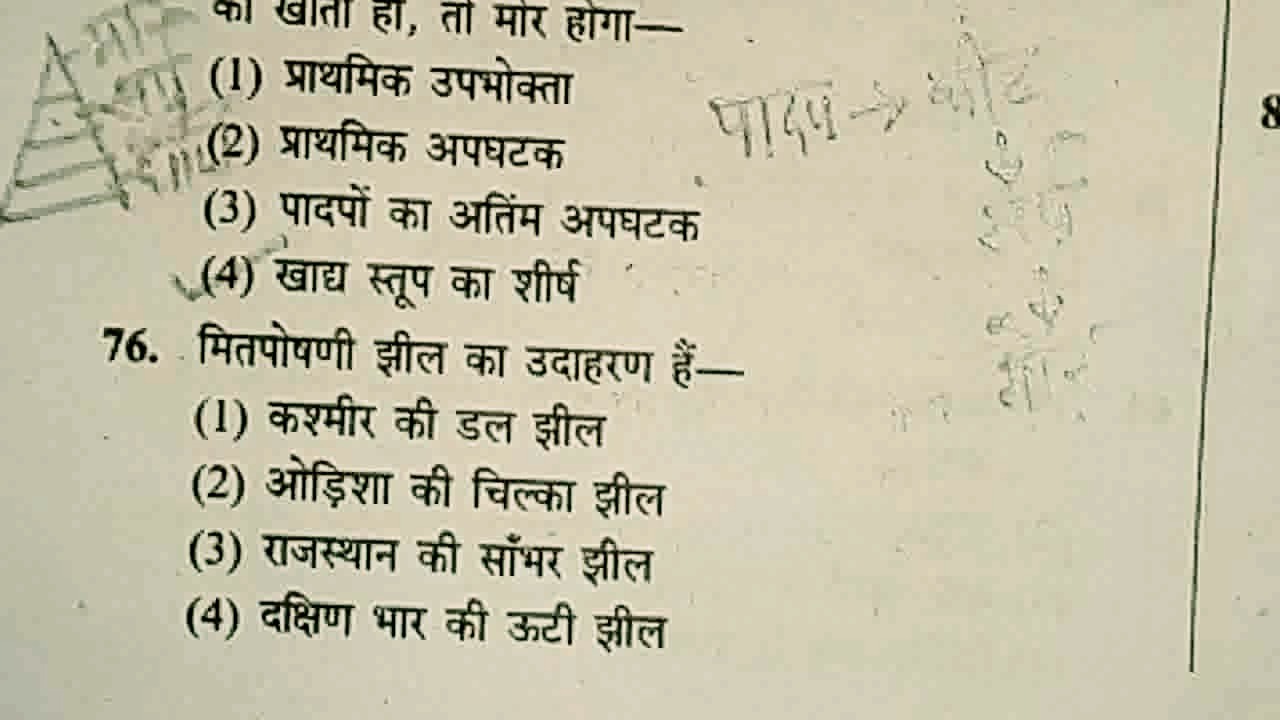 को खाता हो, तो मोर होगा—
(1) प्राथमिक उपभोक्ता
(2) प्राथमिक अपघटक
(3) पादपों का अतिंम अपघटक
(4) खाद्य स्तूप का शीर्ष
पादप → कीट
76. मितपोषणी झील का उदाहरण हैं—
(1) कश्मीर की डल झील
(2) ओड़िशा की चिल्का झील
(3) राजस्थान की साँभर झील
(4) दक्षिण भार की ऊटी झील
8